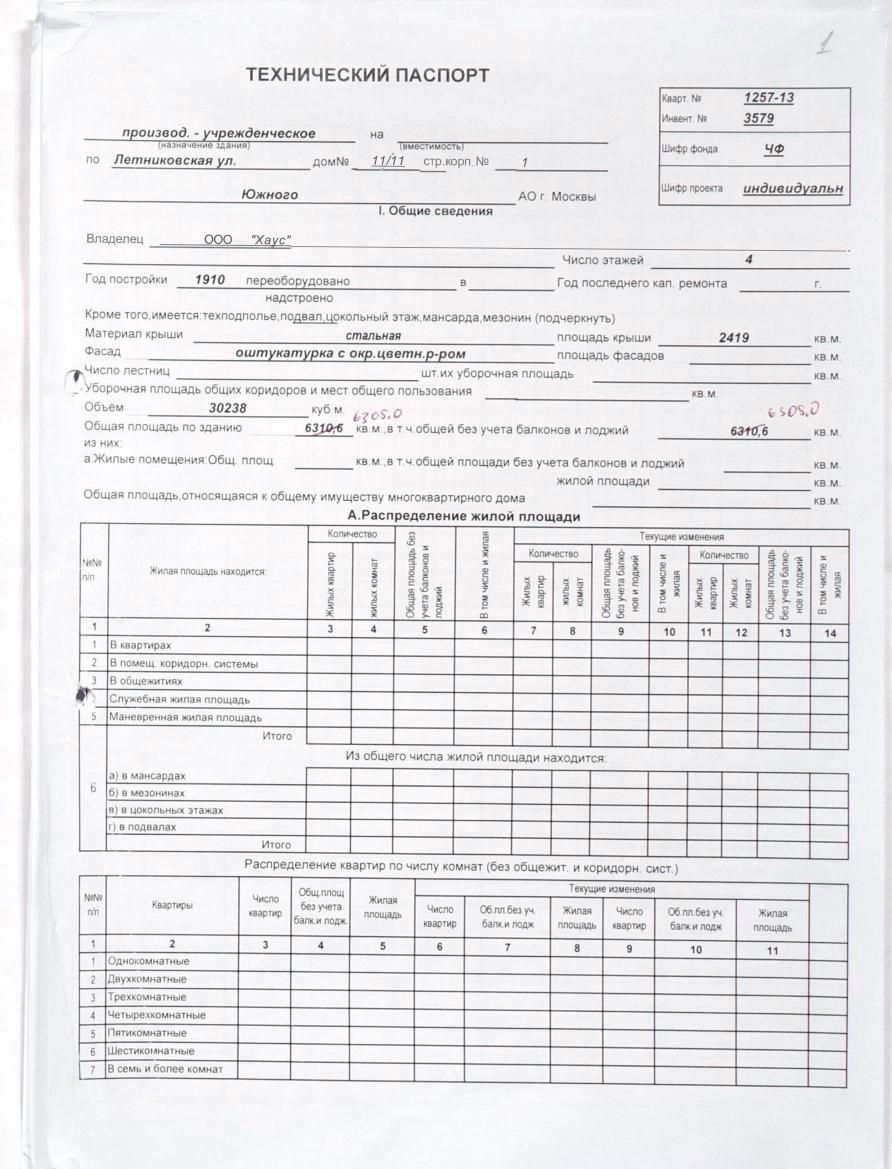 1
ТЕХНИЧЕСКИЙ ПАСПОРТ
Кварт. № 1257-13
Инвент. № 3579
Шифр фонда ЧФ
Шифр проекта индивидуальн
производ. - учрежденческое на
(назначение здания) (вместимость)
по Летниковская ул. дом№ 11/11 стр.корп. № 1
Южного АО г. Москвы
I. Общие сведения
Владелец ООО "Хаус"
Число этажей 4
Год постройки 1910 переоборудовано в Год последнего кап. ремонта г.
надстроено
Кроме того,имеется:техподполье,подвал,цокольный этаж,мансарда,мезонин (подчеркнуть)
Материал крыши стальная площадь крыши 2419 кв.м.
Фасад оштукатурка с окр.цветн.р-ром площадь фасадов кв.м.
Число лестниц шт.их уборочная площадь кв.м.
Уборочная площадь общих коридоров и мест общего пользования кв.м.
Объём 30238 куб.м. 6305.0 6305.0
Общая площадь по зданию 6310,6 кв.м.,в т.ч.общей без учета балконов и лоджий 6310,6 кв.м.
из них:
а.Жилые помещения:Общ. площ. кв.м.,в т.ч.общей площади без учета балконов и лоджий кв.м.
жилой площади кв.м.
Общая площадь,относящаяся к общему имуществу многоквартирного дома кв.м.
А.Распределение жилой площади
№№ п/п Жилая площадь находится: Количество Жилых квартир жилых комнат Общая площадь без учета балконов и лоджий В том числе и жилая Текущие изменения
Количество Жилых квартир жилых комнат Общая площадь без учета балко-нов и лоджий В том числе и жилая Количество Жилых квартир Жилых комнат Общая площадь без учета балко-нов и лоджий В том числе и жилая
1 2 3 4 5 6 7 8 9 10 11 12 13 14
1 В квартирах
2 В помещ. коридорн. системы
3 В общежитиях
Служебная жилая площадь
5 Маневренная жилая площадь
Итого
Из общего числа жилой площади находится:
6 а) в мансардах
б) в мезонинах
в) в цокольных этажах
г) в подвалах
Итого
Распределение квартир по числу комнат (без общежит. и коридорн. сист.)
№№ п/п Квартиры Число квартир Общ.площ без учета балк.и лодж. Жилая площадь Текущие изменения
Число квартир Об.пл.без уч. балк.и лодж Жилая площадь Число квартир Об.пл.без уч. балк.и лодж Жилая площадь
1 2 3 4 5 6 7 8 9 10 11
1 Однокомнатные
2 Двухкомнатные
3 Трехкомнатные
4 Четырехкомнатные
5 Пятикомнатные
6 Шестикомнатные
7 В семь и более комнат